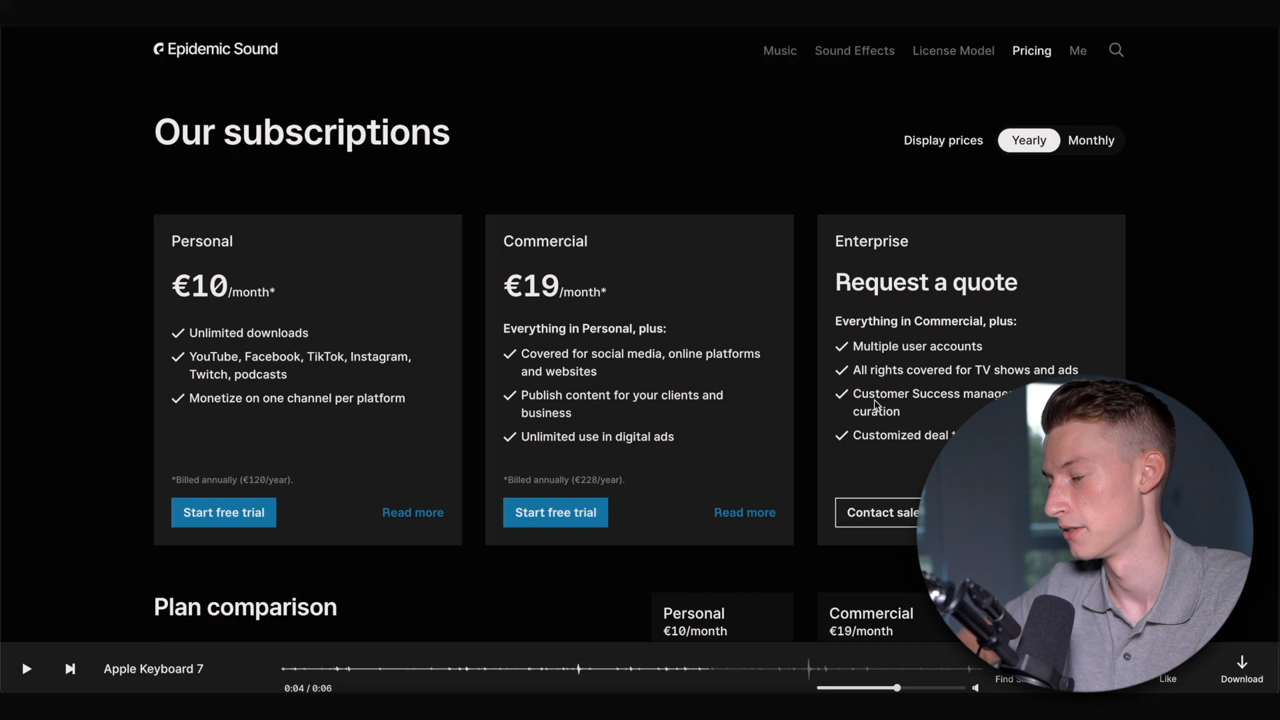 Epidemic Sound
Music
Sound Effects
License Model
Pricing
Me
Our subscriptions
Display prices
Yearly
Monthly
Personal
€10/month*
Unlimited downloads
YouTube, Facebook, TikTok, Instagram,
Twitch, podcasts
Monetize on one channel per platform
*Billed annually (€120/year).
Start free trial
Read more
Commercial
€19/month*
Everything in Personal, plus:
Covered for social media, online platforms
and websites
Publish content for your clients and
business
Unlimited use in digital ads
*Billed annually (€228/year).
Start free trial
Read more
Enterprise
Request a quote
Everything in Commercial, plus:
Multiple user accounts
All rights covered for TV shows and ads
Customer Success
curation
Customized deal
Contact
Plan comparison
Personal
€10/month
Commercial
€19/month
Apple Keyboard 7
0:04 / 0:06
Find
Like
Download